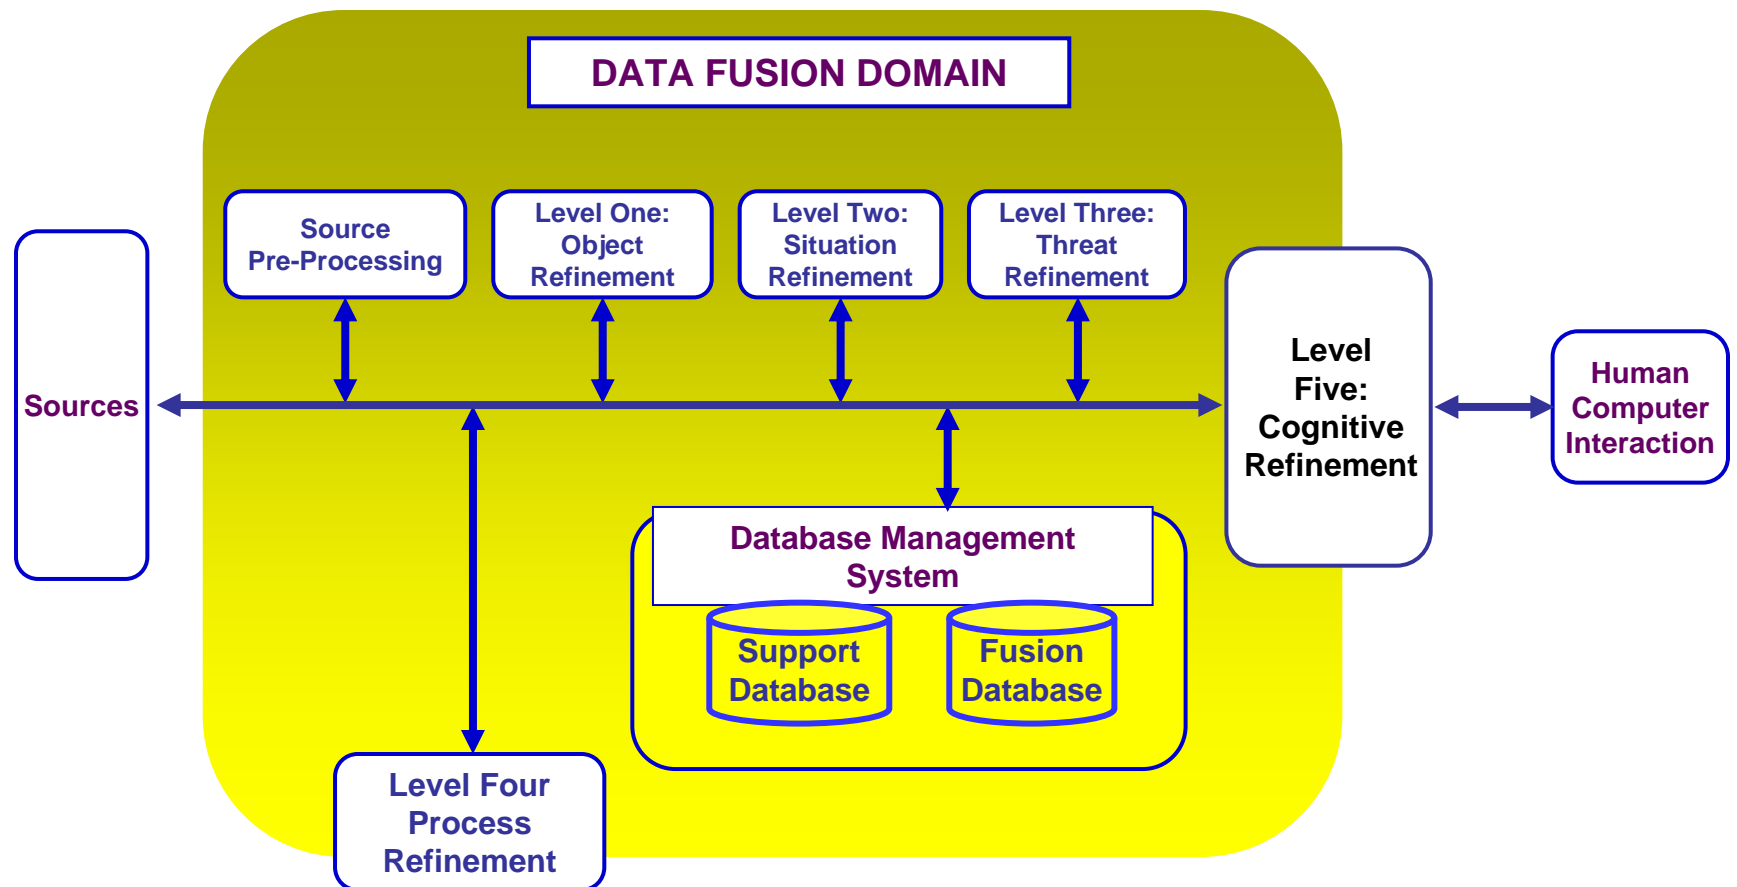 DATA FUSION DOMAIN
Source
Pre-Processing
Level One:
Object
Refinement
Level Two:
Situation
Refinement
Level Three:
Threat
Refinement
Sources
Level
Five:
Cognitive
Refinement
Human
Computer
Interaction
Database Management
System
Support
Database
Fusion
Database
Level Four
Process
Refinement